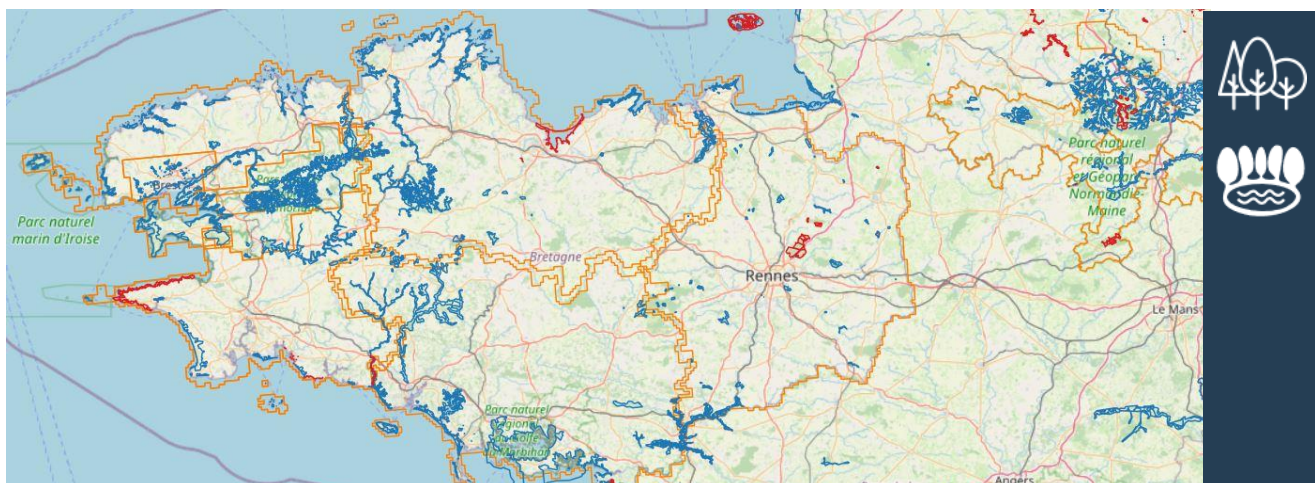 Parc naturel
marin d'Iroise
Brest
Bretagne
Rennes
Parc naturel
régional
et Géoparc
Normandie-
Maine
Le Mans
Parc naturel
régional
du Golfe
du Morbihan
Angers